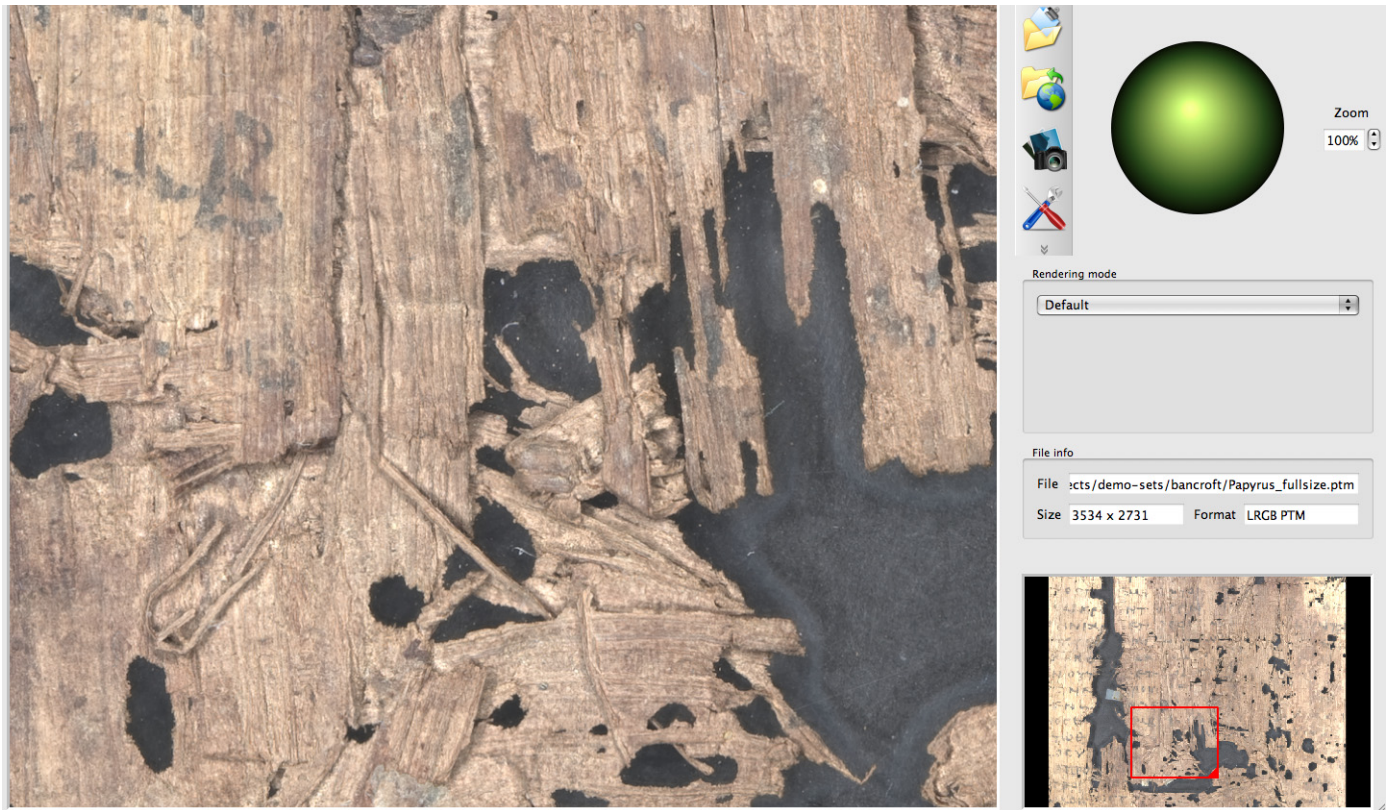 Zoom
100%
Rendering mode
Default
File info
File ects/demo-sets/bancroft/Papyrus_fullsize.ptm
Size 3534 x 2731 Format LRGB PTM